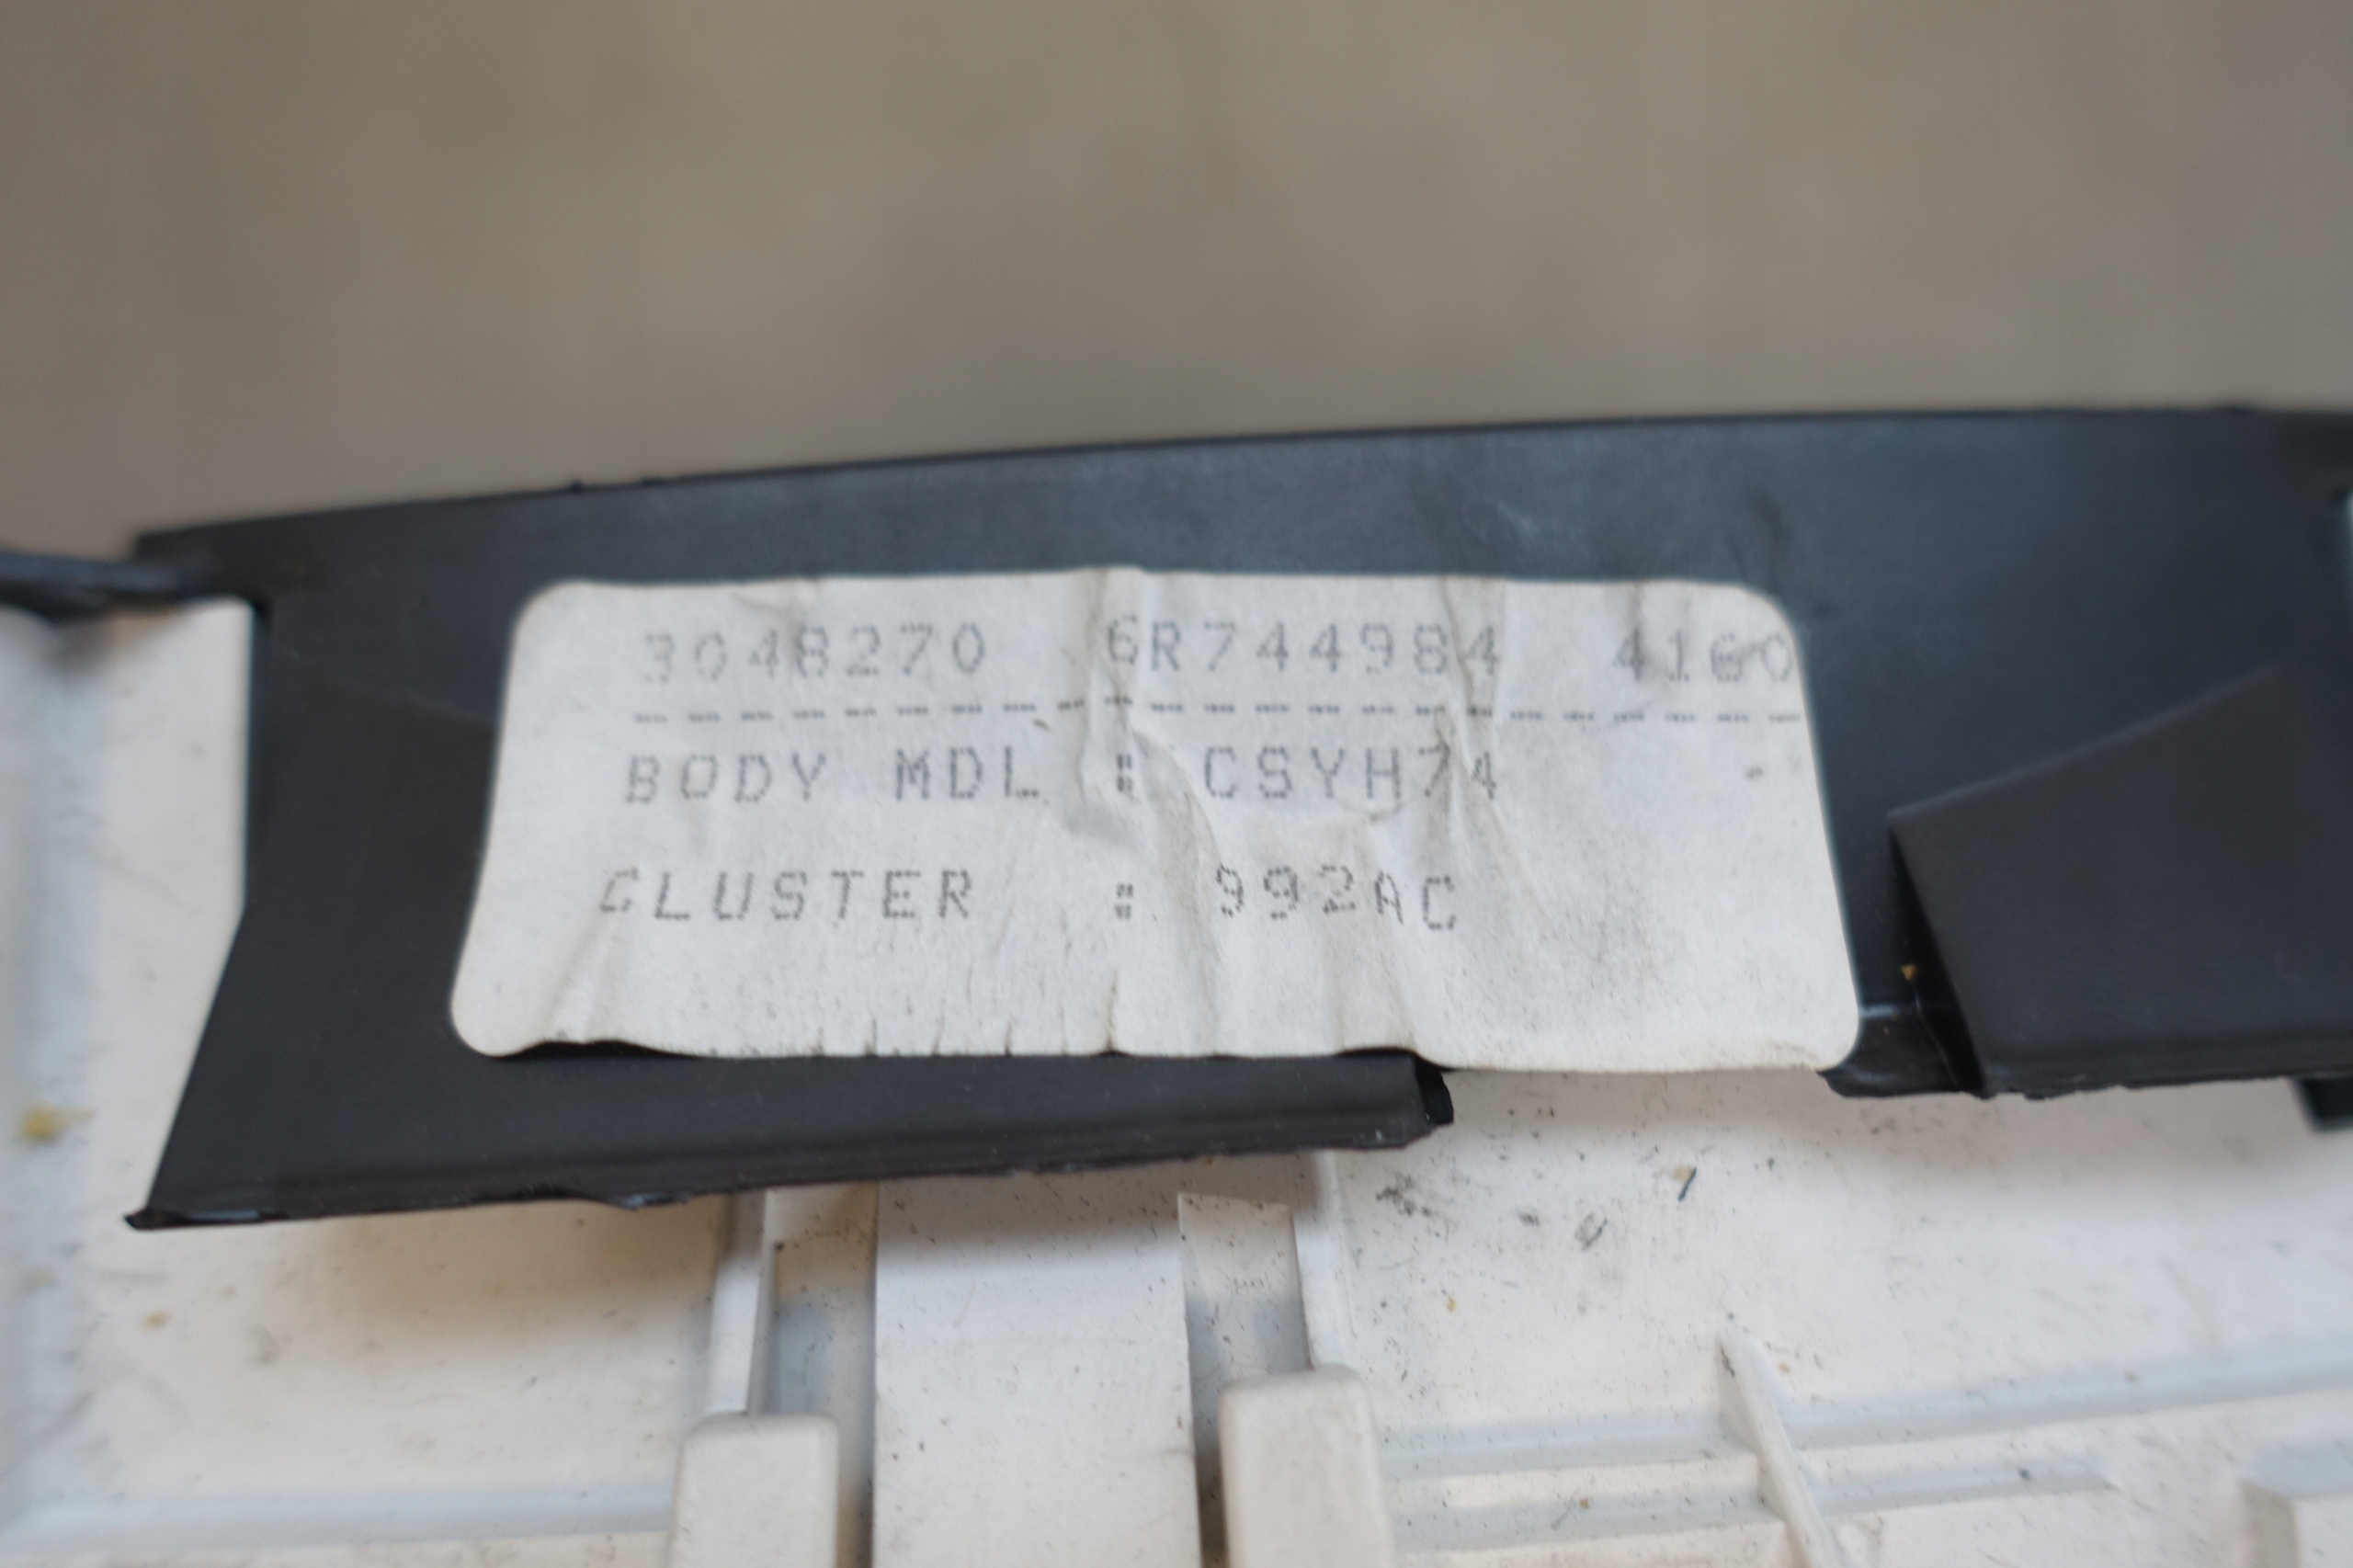 3048270 6R744984 4160
--------------------------
BODY MDL : CSYH74
CLUSTER : 992AC